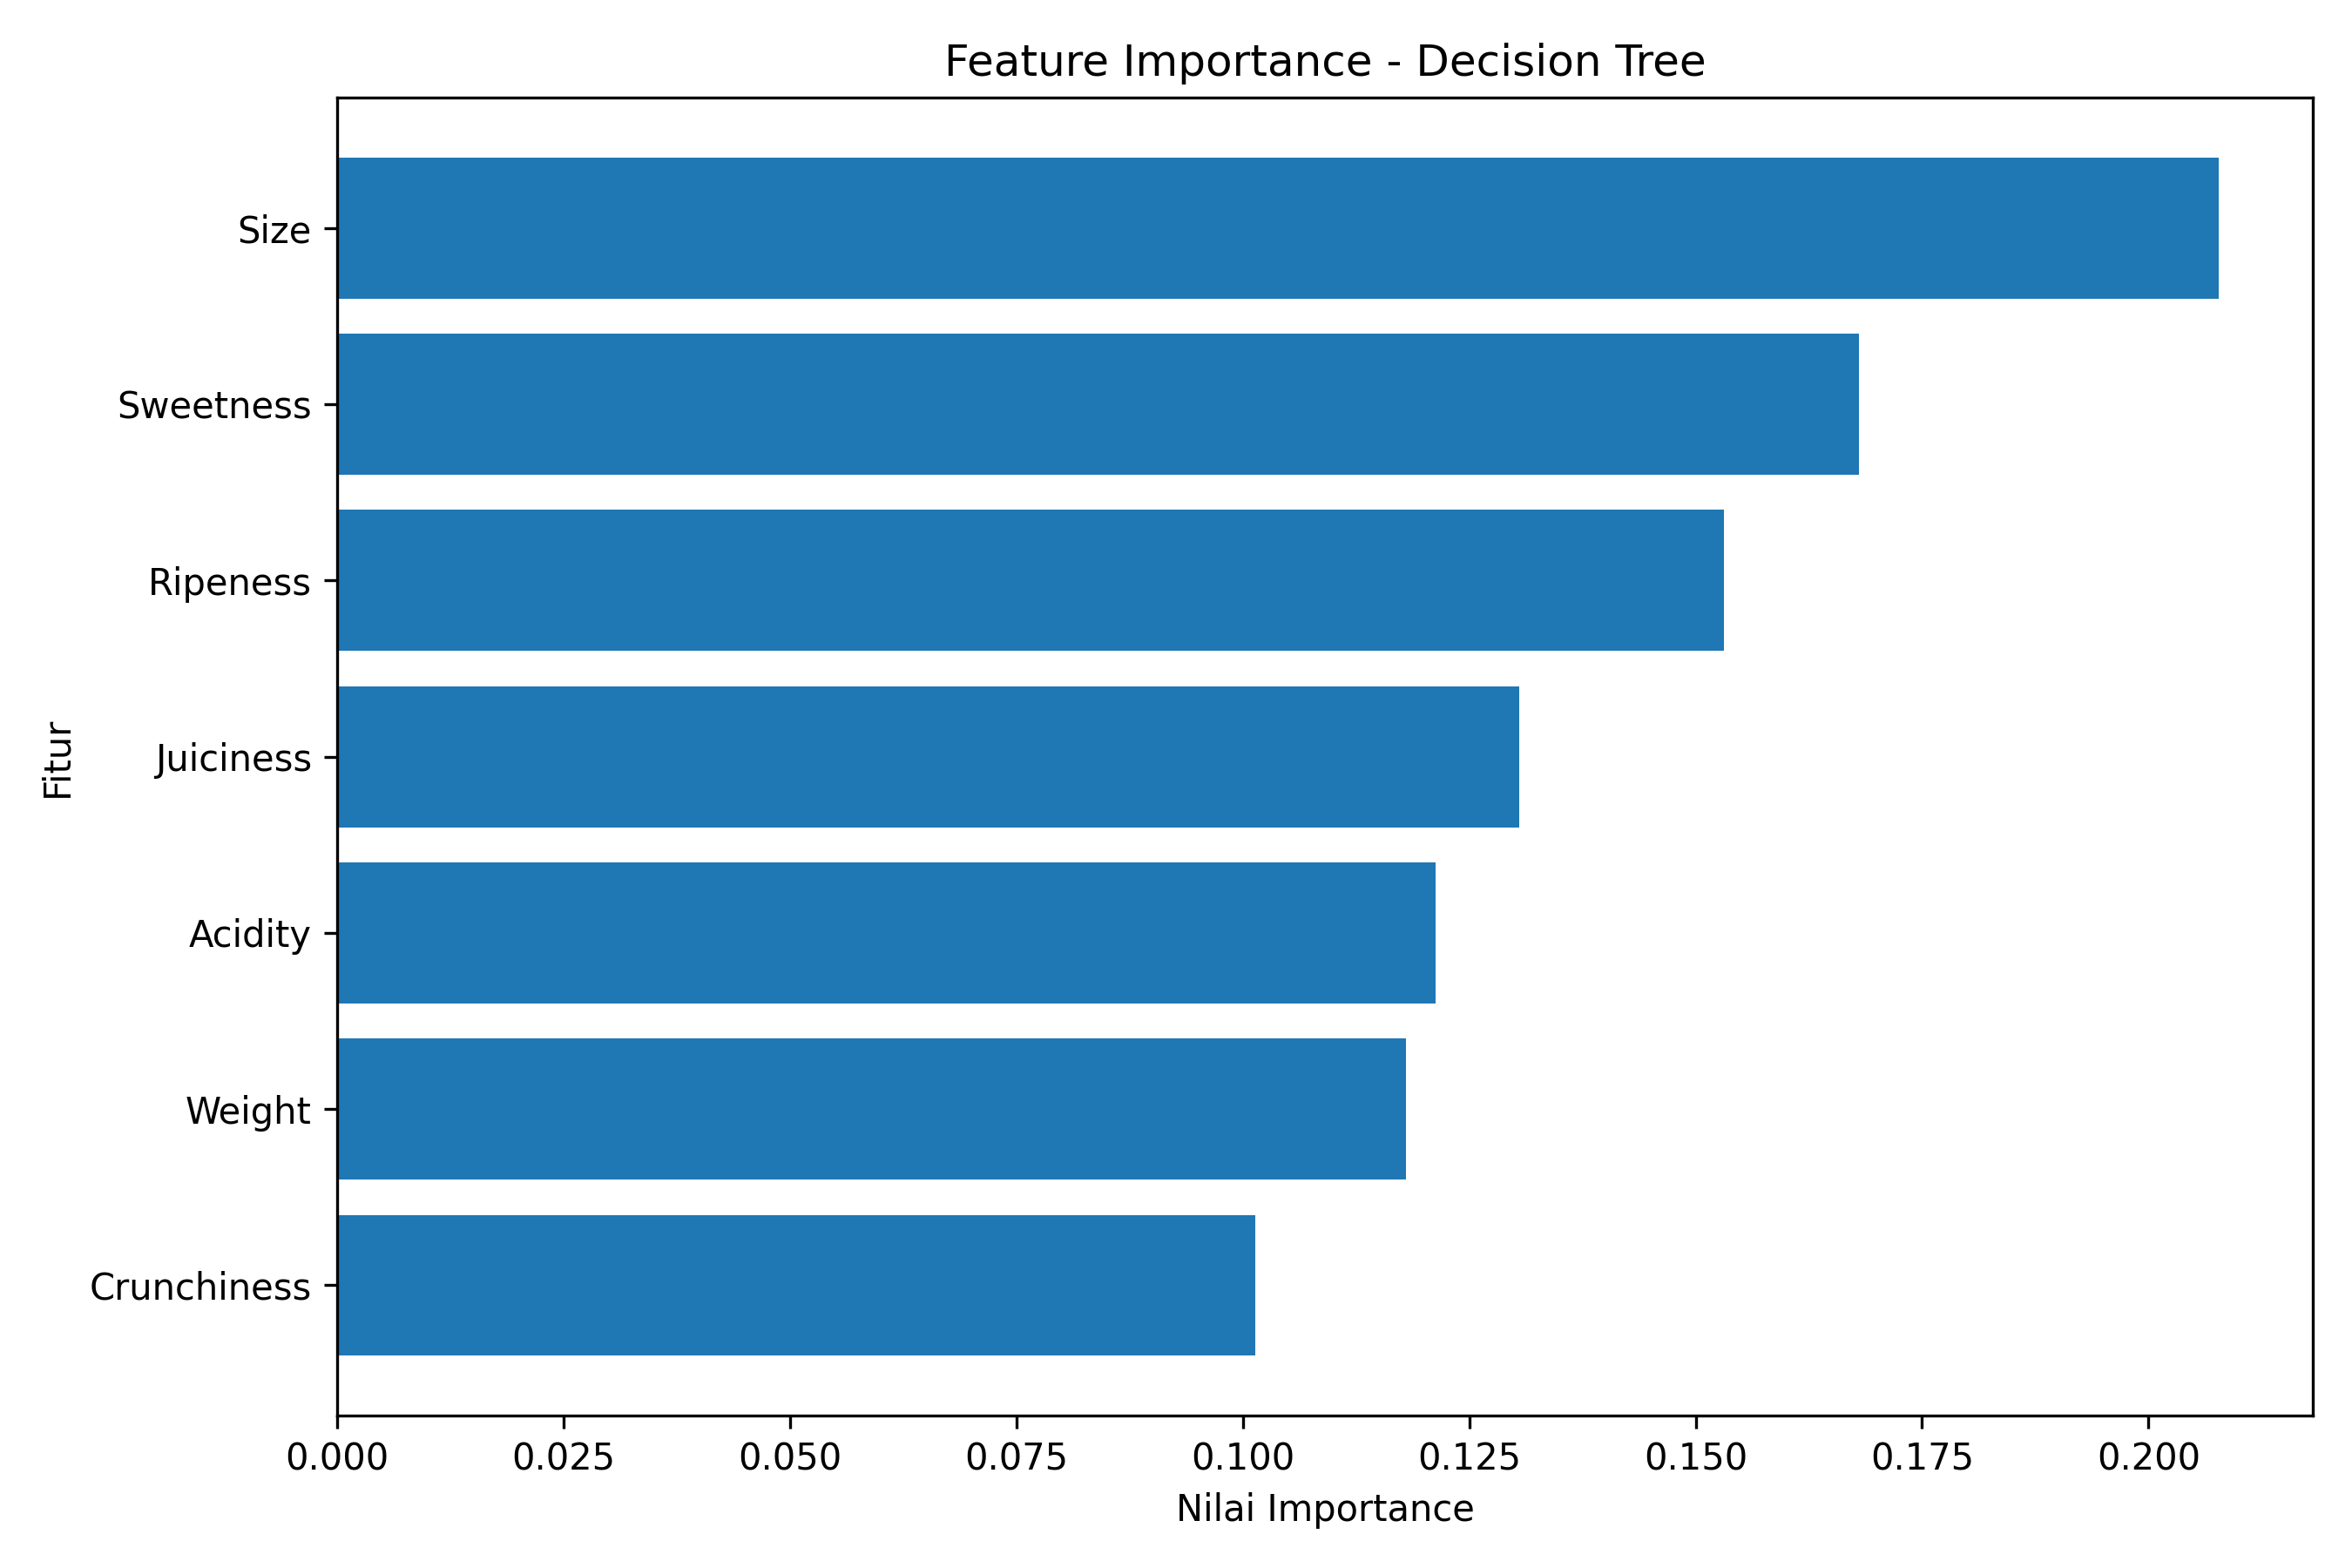 Feature Importance - Decision Tree
Fitur
Size
Sweetness
Ripeness
Juiciness
Acidity
Weight
Crunchiness
0.000 0.025 0.050 0.075 0.100 0.125 0.150 0.175 0.200
Nilai Importance